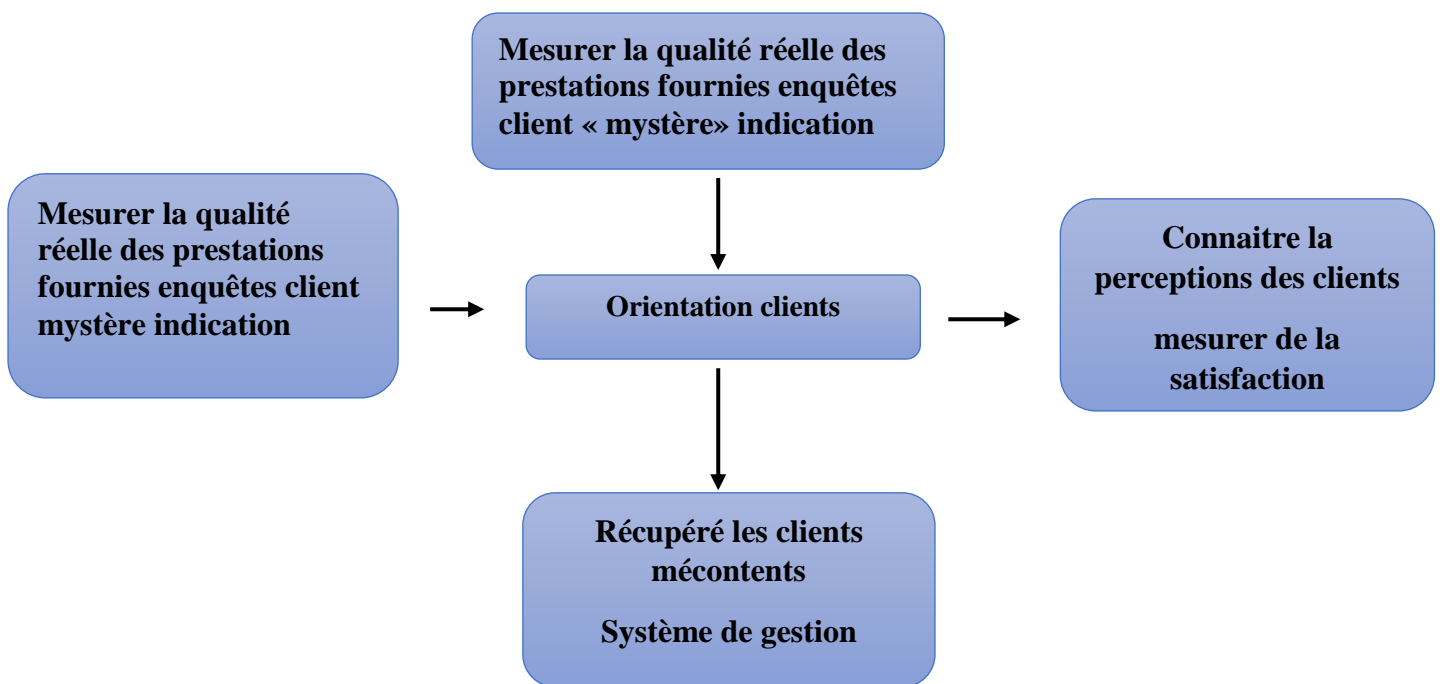 Mesurer la qualité réelle des
prestations fournies enquêtes
client « mystère» indication
Mesurer la qualité
réelle des prestations
fournies enquêtes client
mystère indication
Orientation clients
Connaitre la
perceptions des clients
mesurer de la
satisfaction
Récupéré les clients
mécontents
Système de gestion